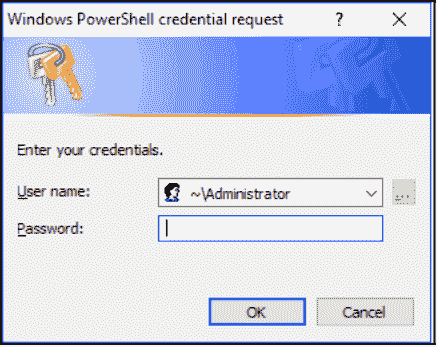 Windows PowerShell credential request ? ×
Enter your credentials.
User name: ~\Administrator ...
Password:
OK Cancel